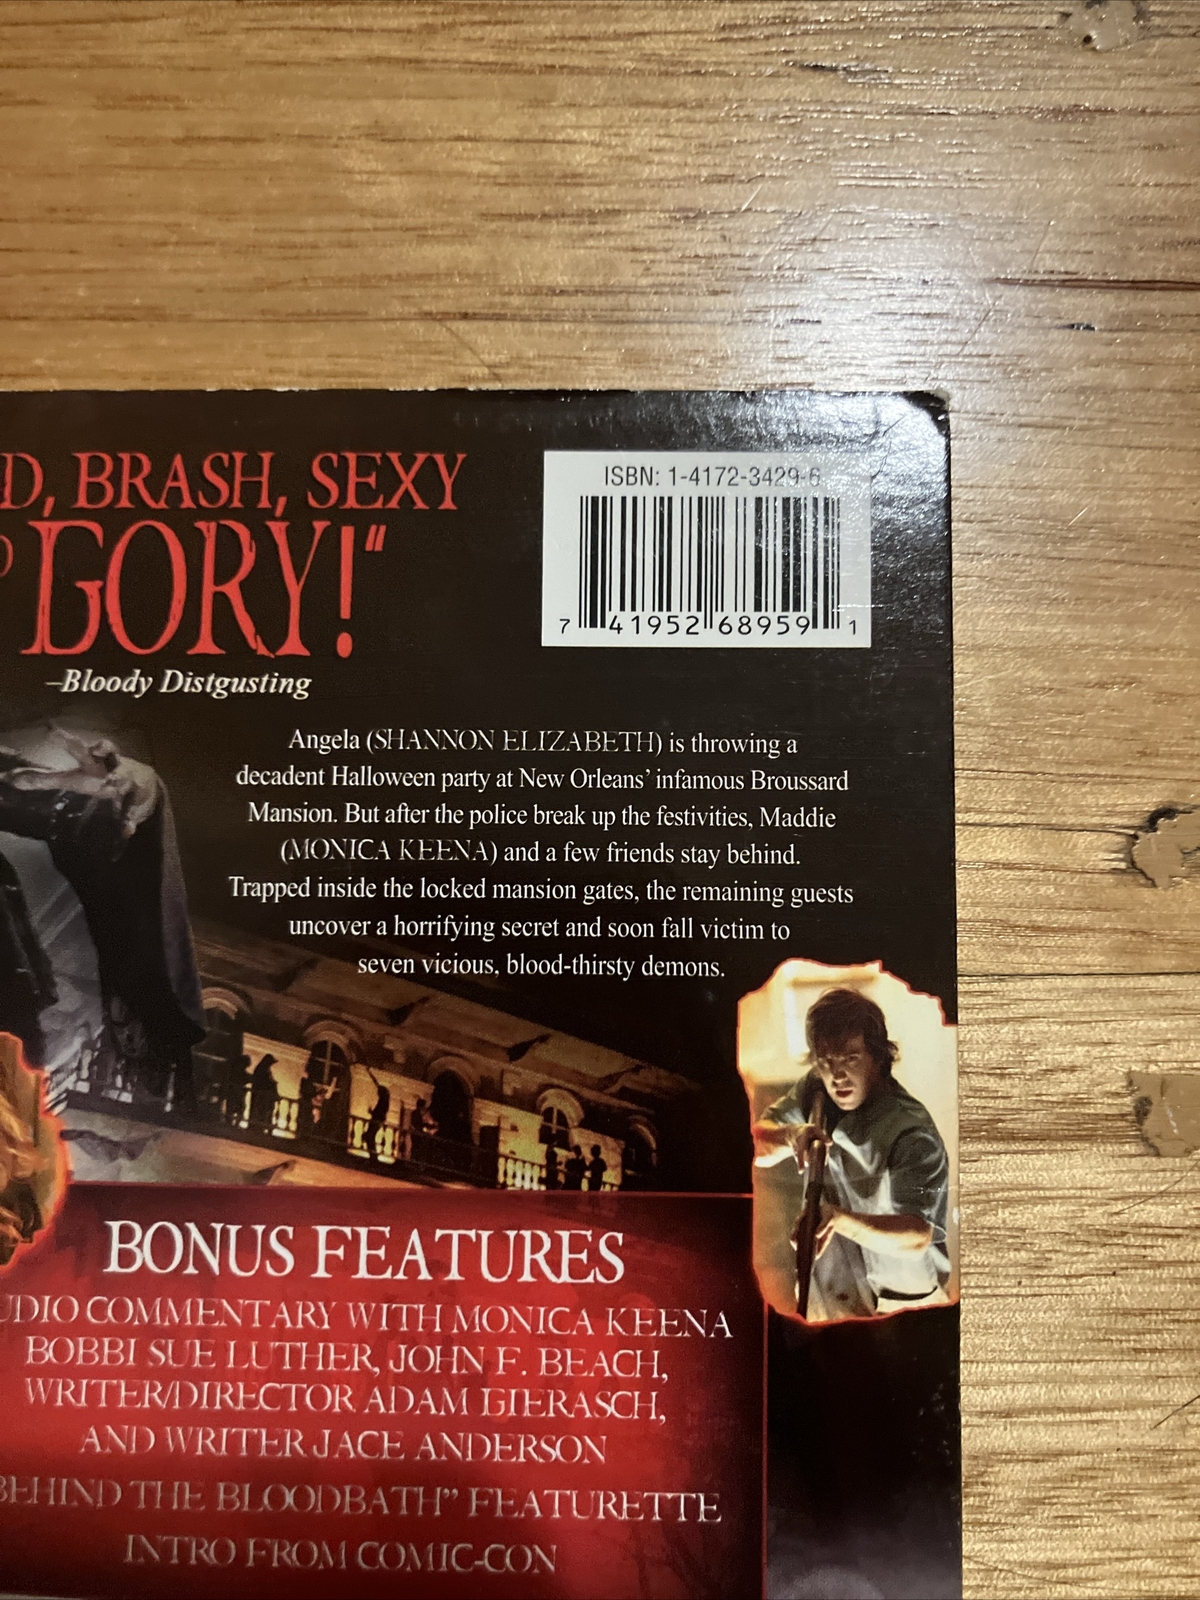 D, BRASH, SEXY
GORY!"
–Bloody Distgusting
ISBN: 1-4172-3429-6
7 41952 68959 1
Angela (SHANNON ELIZABETH) is throwing a
decadent Halloween party at New Orleans' infamous Broussard
Mansion. But after the police break up the festivities, Maddie
(MONICA KEENA) and a few friends stay behind.
Trapped inside the locked mansion gates, the remaining guests
uncover a horrifying secret and soon fall victim to
seven vicious, blood-thirsty demons.
BONUS FEATURES
UDIO COMMENTARY WITH MONICA KEENA
BOBBI SUE LUTHER, JOHN F. BEACH,
WRITER/DIRECTOR ADAM GIERASCH,
AND WRITER JACE ANDERSON
BEHIND THE BLOODBATH" FEATURETTE
INTRO FROM COMIC-CON